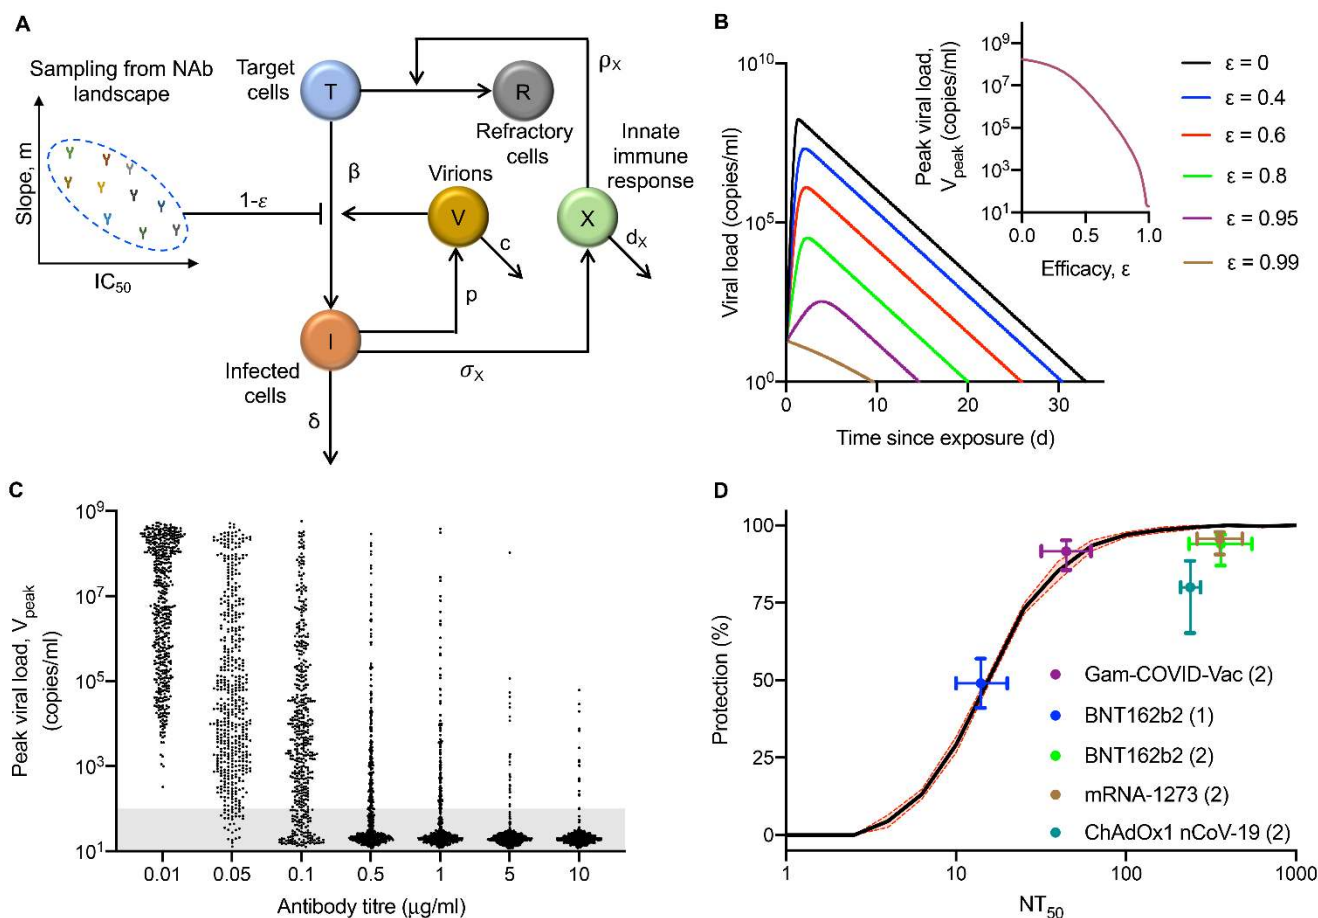 A
Sampling from NAb
landscape
Slope, m
IC50
1-ε
Target
cells
T
R
Refractory
cells
ρX
Innate
immune
response
β
Virions
V
c
X
dX
p
I
Infected
cells
σX
δ
B
Viral load (copies/ml)
10^10
10^5
10^0
0 10 20 30
Time since exposure (d)
Peak viral load,
Vpeak (copies/ml)
10^9
10^7
10^5
10^3
10^1
0.0 0.5 1.0
Efficacy, ε
ε = 0
ε = 0.4
ε = 0.6
ε = 0.8
ε = 0.95
ε = 0.99
C
Peak viral load, Vpeak
(copies/ml)
10^9
10^7
10^5
10^3
10^1
0.01 0.05 0.1 0.5 1 5 10
Antibody titre (μg/ml)
D
Protection (%)
100
75
50
25
0
1 10 100 1000
NT50
Gam-COVID-Vac (2)
BNT162b2 (1)
BNT162b2 (2)
mRNA-1273 (2)
ChAdOx1 nCoV-19 (2)